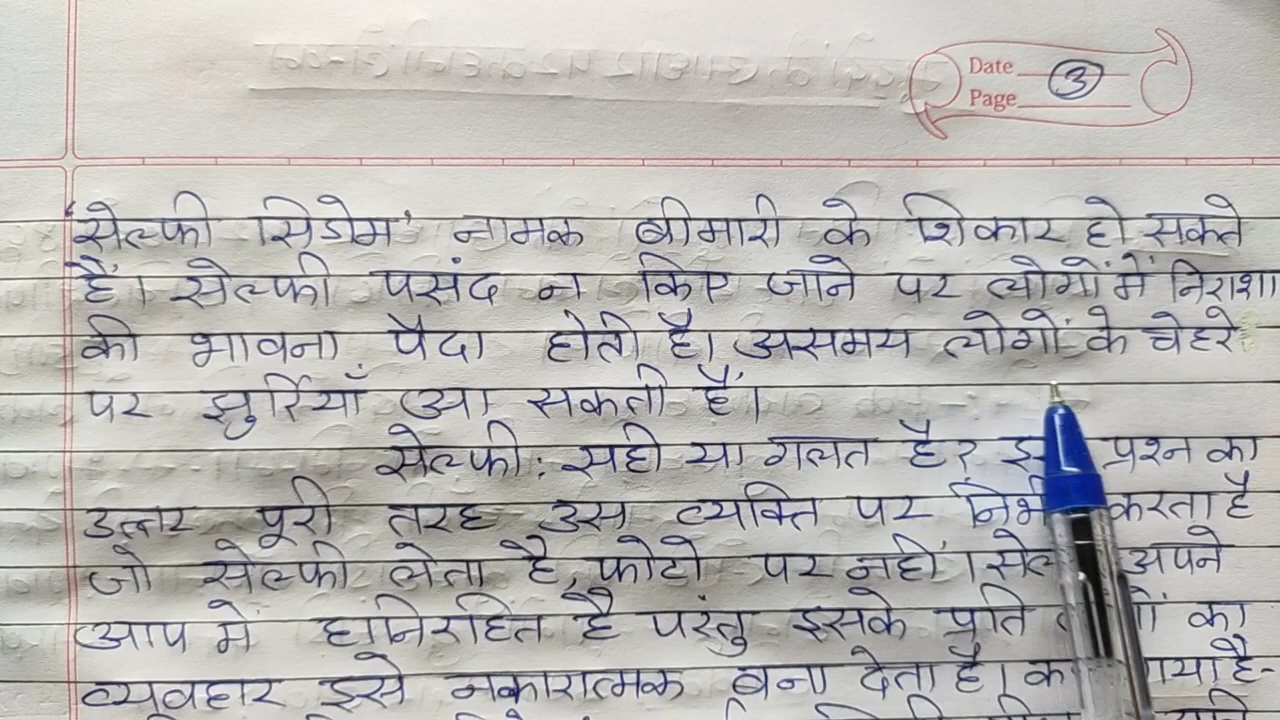 Date
Page
3
'सेल्फी सिंड्रोम' नामक बीमारी के शिकार हो सकते
हैं। सेल्फी पसंद न किए जाने पर लोगों में निराशा
की भावना पैदा होती है। असमय लोगों के चेहरे
पर झुर्रियाँ आ सकती हैं।
सेल्फी: सही या गलत है? प्रश्न का
उत्तर पूरी तरह उस व्यक्ति पर करता है
जो सेल्फी लेता है, फोटो पर नहीं। अपने
आप में हानिरहित है परंतु इसके प्रति का
व्यवहार इसे नकारात्मक बना देता है।